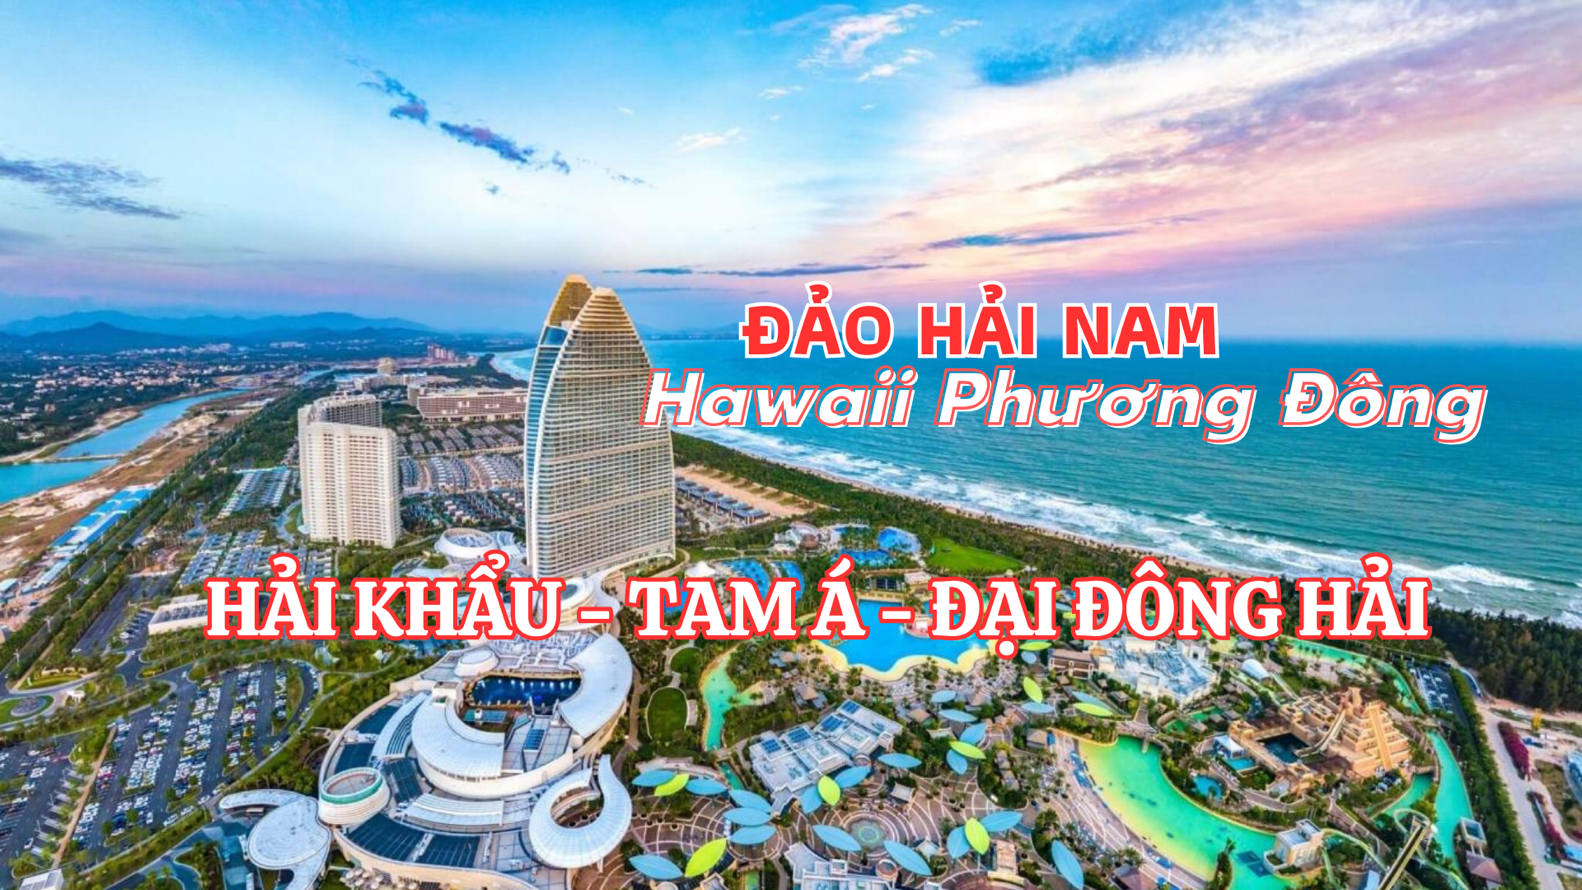 ĐẢO HẢI NAM
Hawaii Phương Đông
HẢI KHẨU - TAM Á - ĐẠI ĐÔNG HẢI